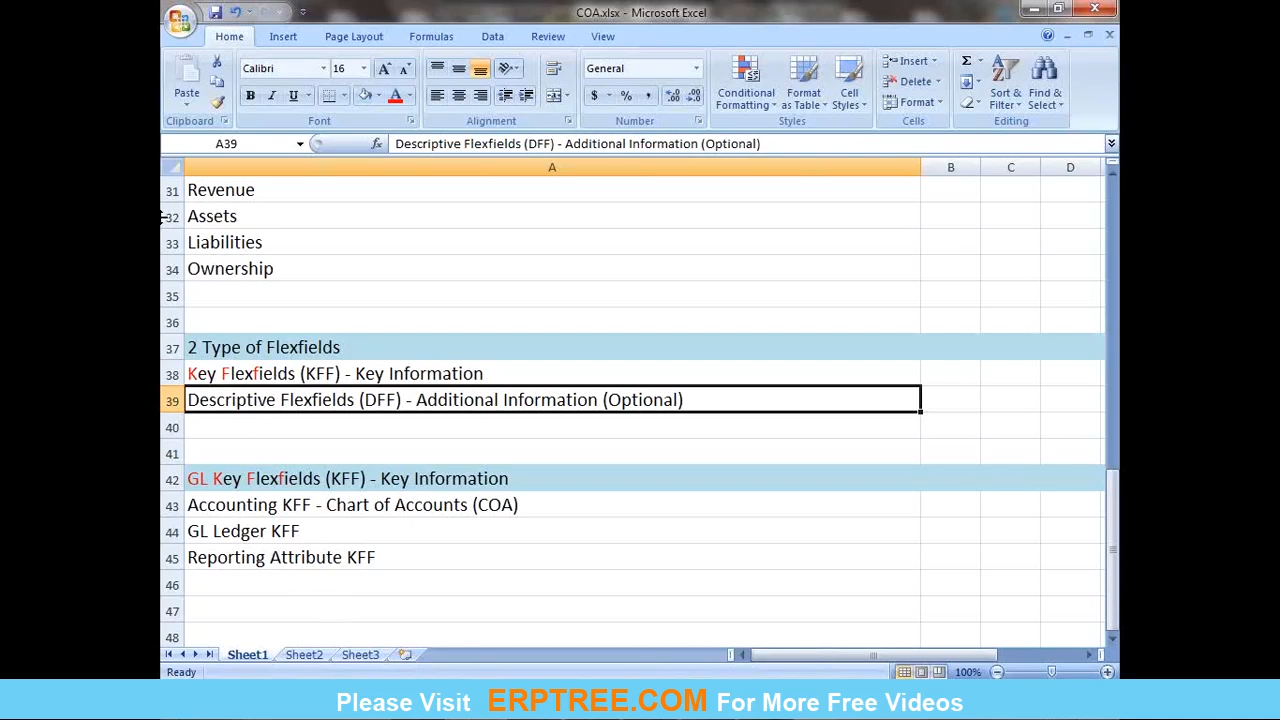 COA.xlsx - Microsoft Excel
Home Insert Page Layout Formulas Data Review View
Calibri 16 General
Paste B I U $ % , Conditional Formatting Format as Table Cell Styles Insert Delete Format Σ Sort & Filter Find & Select
Clipboard Font Alignment Number Styles Cells Editing
A39 fx Descriptive Flexfields (DFF) - Additional Information (Optional)
A B C D
31 Revenue
32 Assets
33 Liabilities
34 Ownership
35
36
37 2 Type of Flexfields
38 Key Flexfields (KFF) - Key Information
39 Descriptive Flexfields (DFF) - Additional Information (Optional)
40
41
42 GL Key Flexfields (KFF) - Key Information
43 Accounting KFF - Chart of Accounts (COA)
44 GL Ledger KFF
45 Reporting Attribute KFF
46
47
48
Sheet1 Sheet2 Sheet3
Ready 100%
Please Visit ERPTREE.COM For More Free Videos